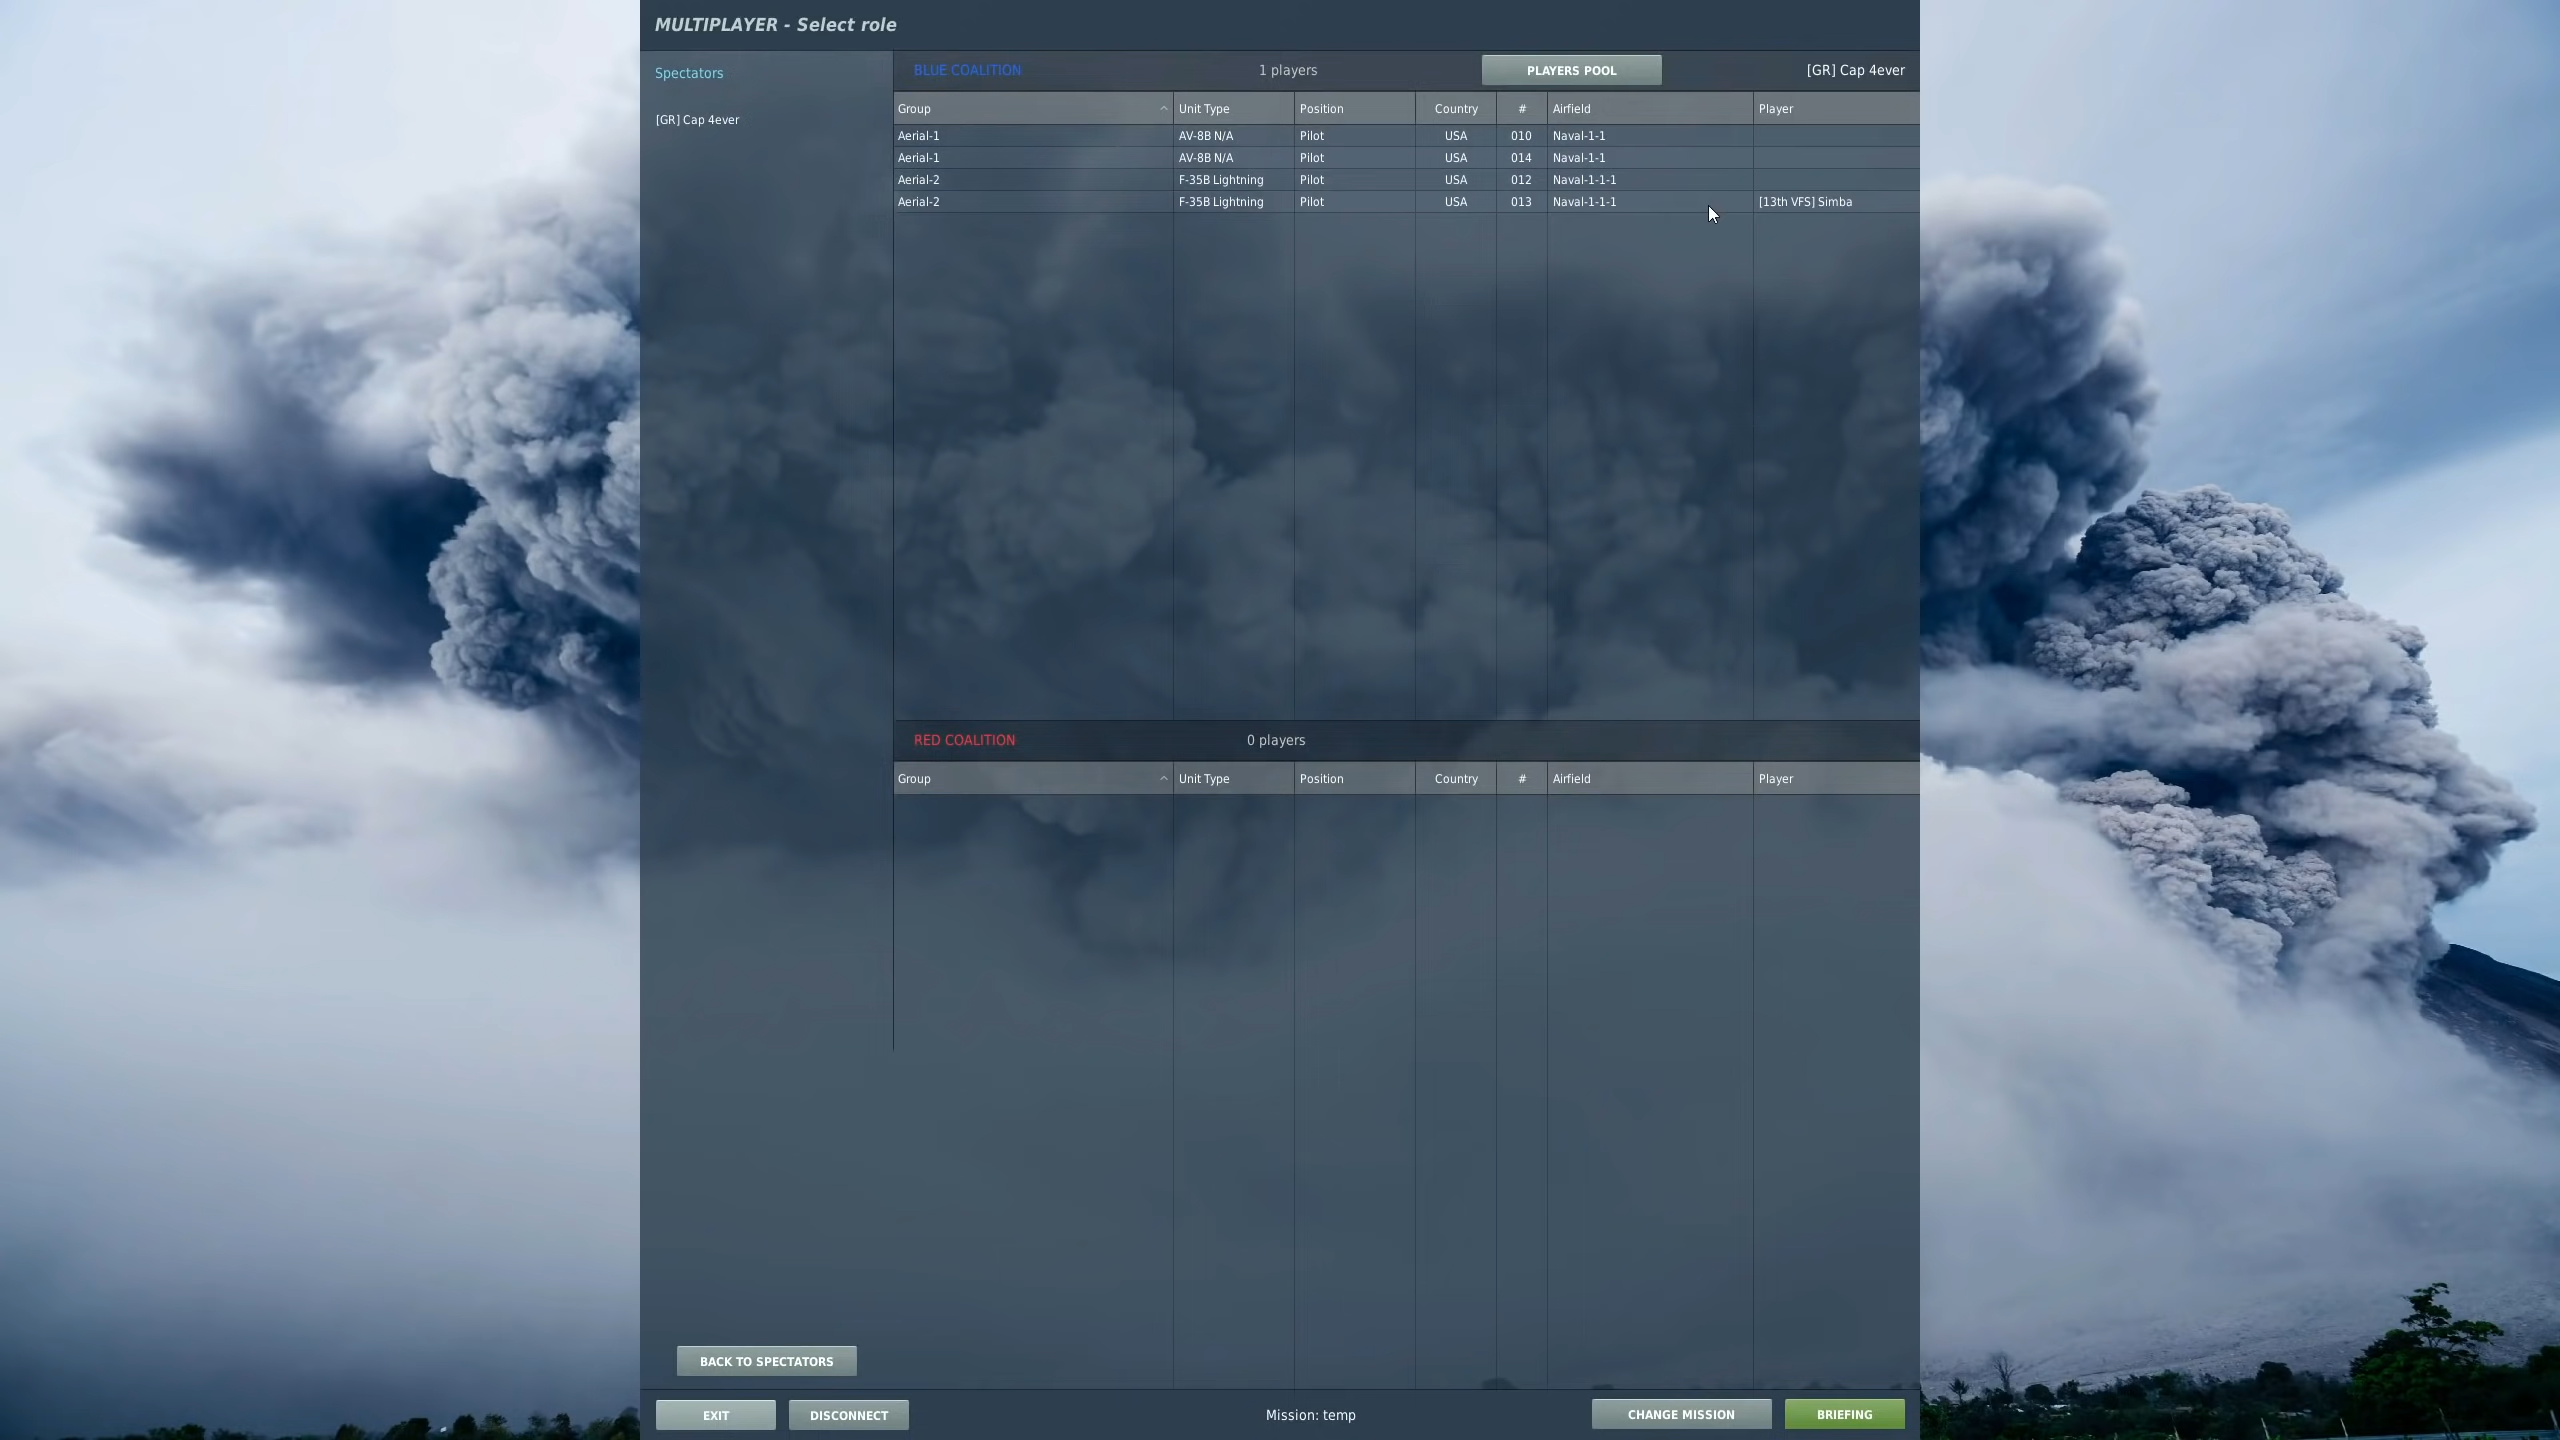 MULTIPLAYER - Select role
Spectators
[GR] Cap 4ever
BLUE COALITION 1 players PLAYERS POOL [GR] Cap 4ever
Group Unit Type Position Country # Airfield Player
Aerial-1 AV-8B N/A Pilot USA 010 Naval-1-1
Aerial-1 AV-8B N/A Pilot USA 014 Naval-1-1
Aerial-2 F-35B Lightning Pilot USA 012 Naval-1-1-1
Aerial-2 F-35B Lightning Pilot USA 013 Naval-1-1-1 [13th VFS] Simba
RED COALITION 0 players
Group Unit Type Position Country # Airfield Player
BACK TO SPECTATORS
EXIT DISCONNECT Mission: temp CHANGE MISSION BRIEFING